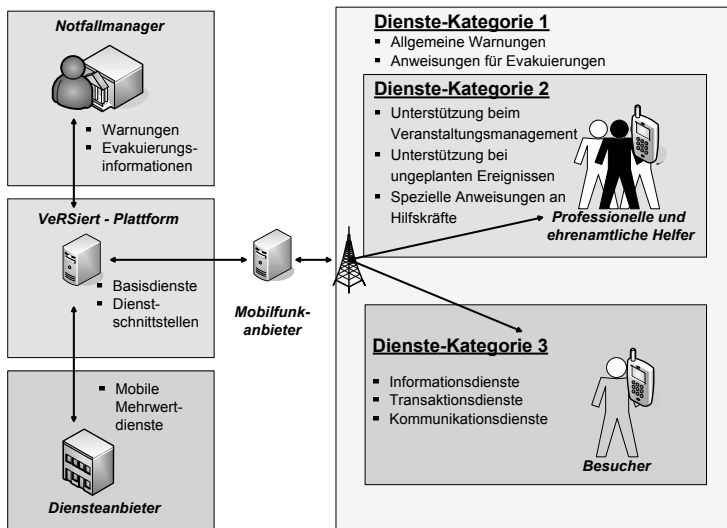 Notfallmanager
▪ Warnungen
▪ Evakuierungs-
informationen
VeRSiert - Plattform
▪ Basisdienste
▪ Dienst-
schnittstellen
▪ Mobile
Mehrwert-
dienste
Diensteanbieter
Mobilfunk-
anbieter
Dienste-Kategorie 1
▪ Allgemeine Warnungen
▪ Anweisungen für Evakuierungen
Dienste-Kategorie 2
▪ Unterstützung beim
Veranstaltungsmanagement
▪ Unterstützung bei
ungeplanten Ereignissen
▪ Spezielle Anweisungen an
Hilfskräfte
Professionelle und
ehrenamtliche Helfer
Dienste-Kategorie 3
▪ Informationsdienste
▪ Transaktionsdienste
▪ Kommunikationsdienste
Besucher